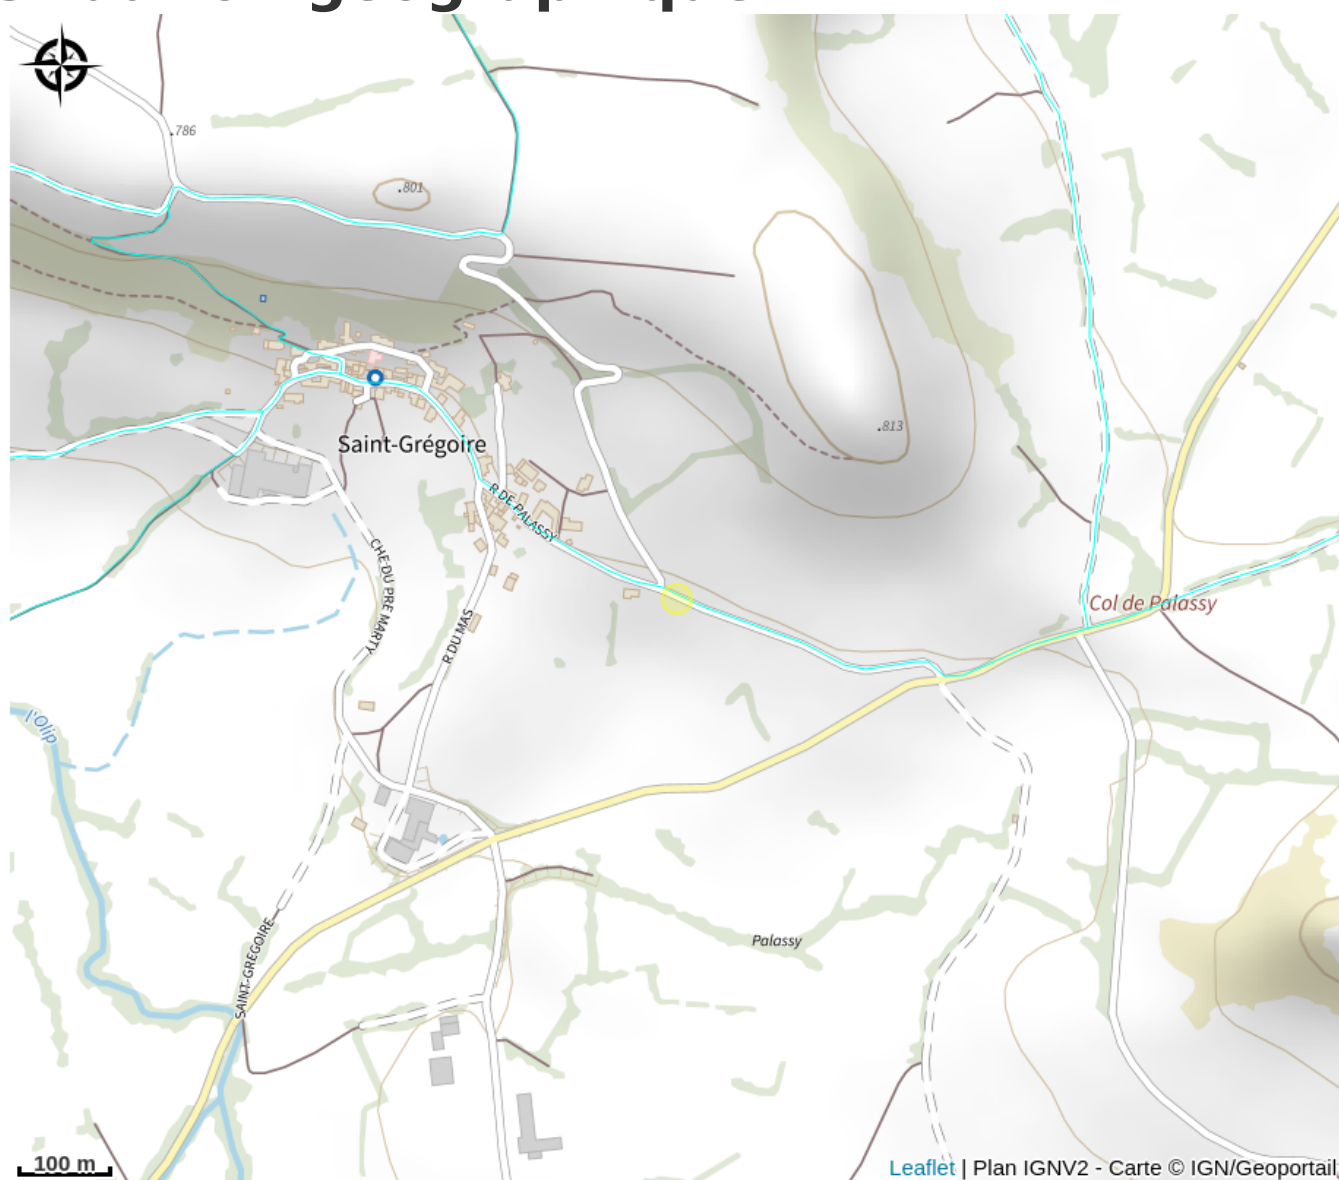 786
801
813
Saint-Grégoire
R DE PALASSY
CHE DU PRE MARTY
R DU MAS
Col de Palassy
l'Olip
SAINT-GREGOIRE
Palassy
100 m
Leaflet | Plan IGNV2 - Carte © IGN/Geoportail